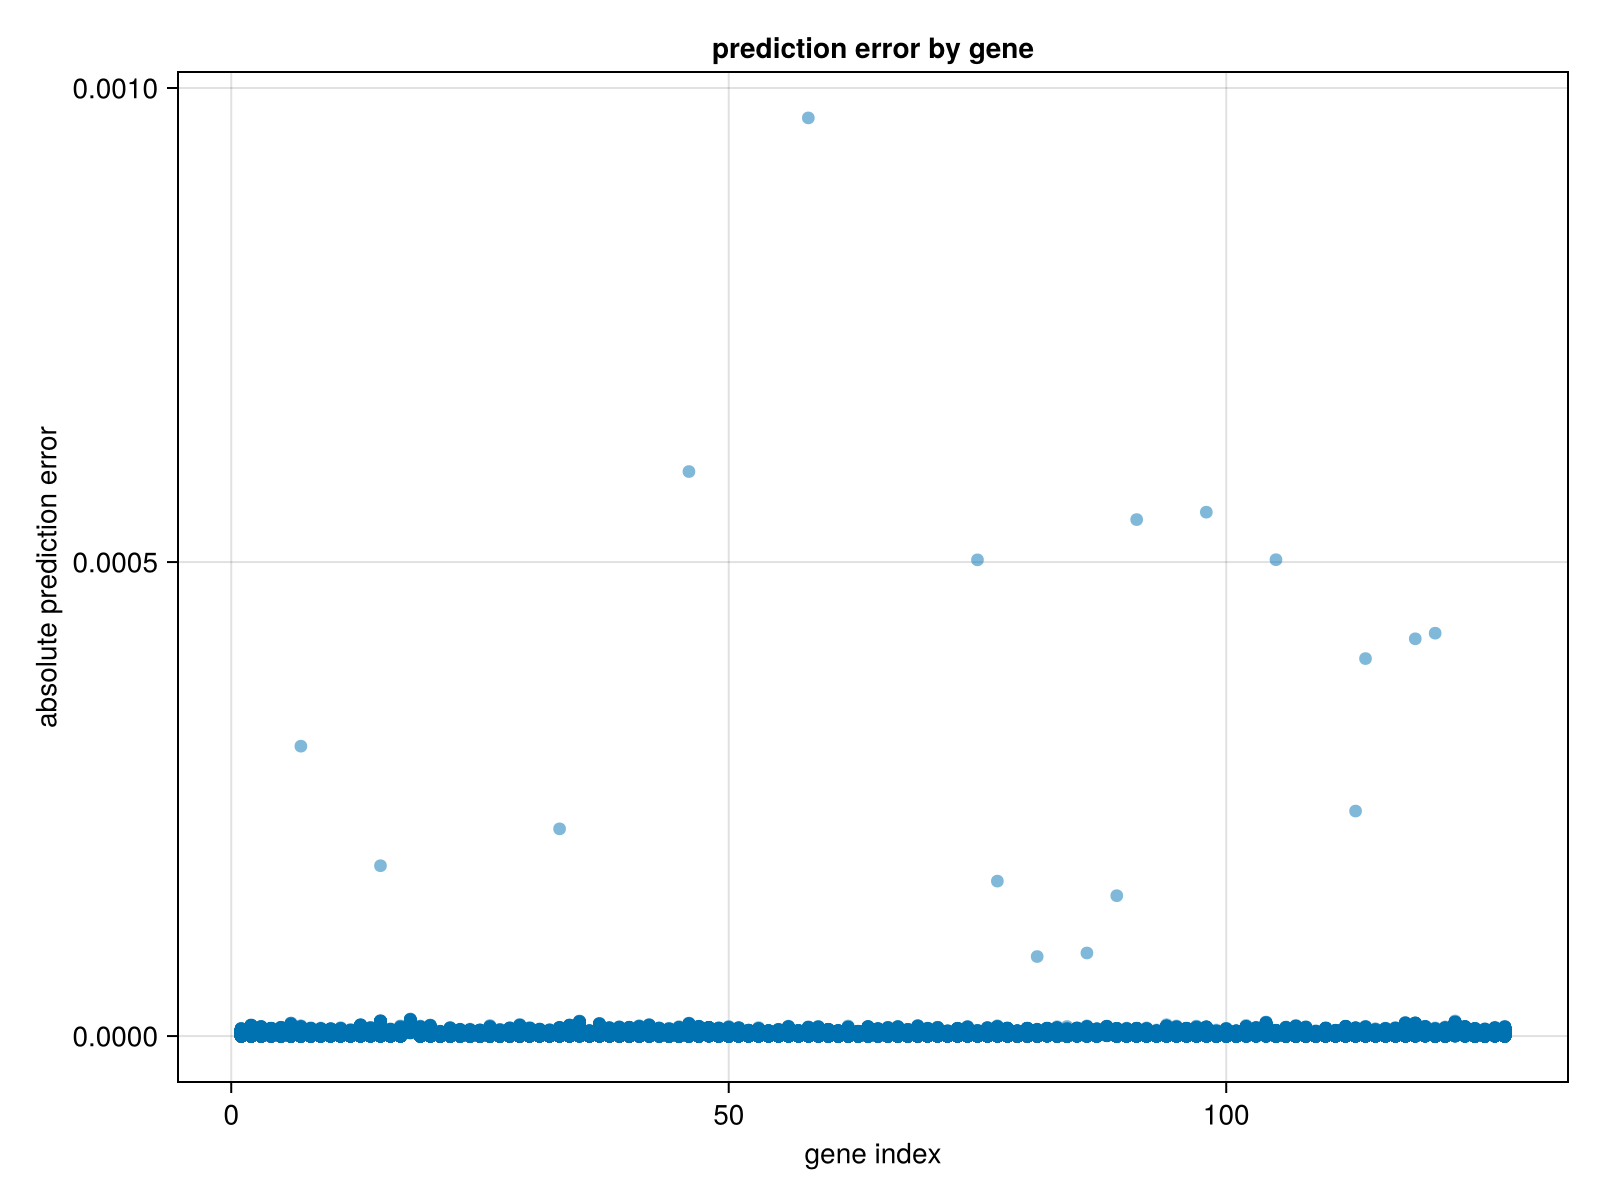 prediction error by gene
0.0010
0.0005
0.0000
absolute prediction error
0
50
100
gene index